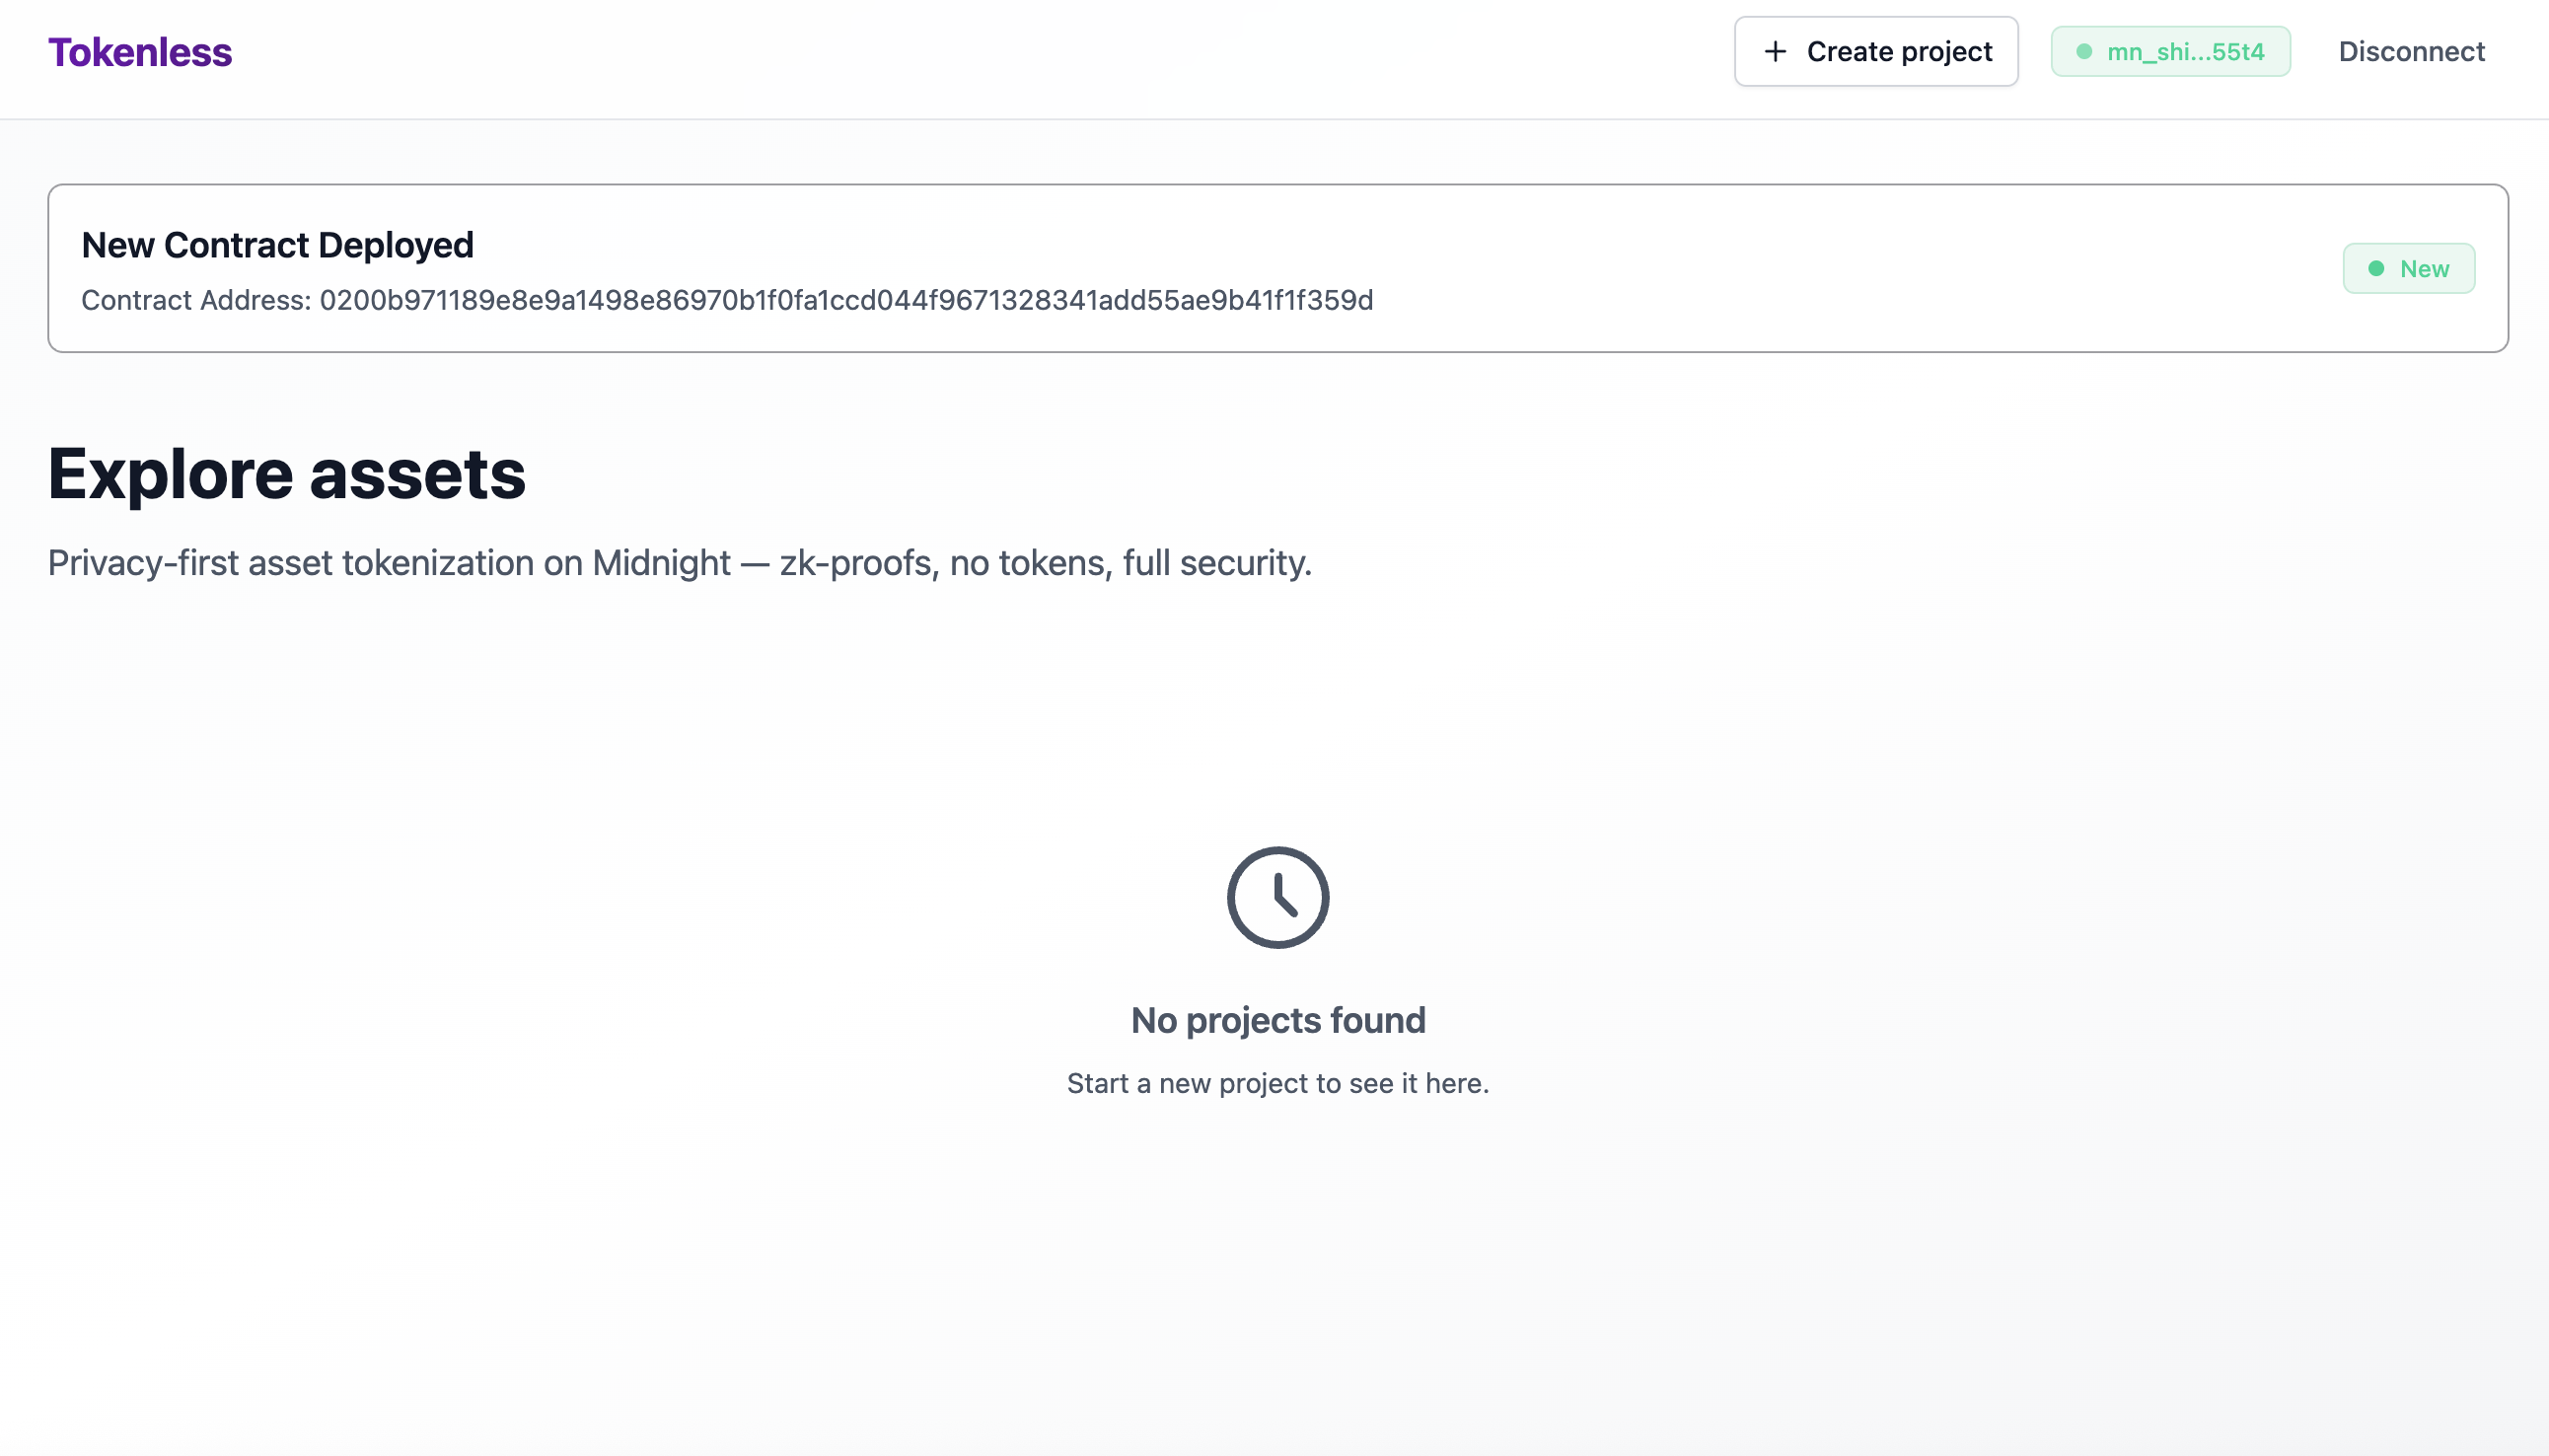 Tokenless
+ Create project
mn_shi...55t4
Disconnect
New Contract Deployed
Contract Address: 0200b971189e8e9a1498e86970b1f0fa1ccd044f9671328341add55ae9b41f1f359d
New
Explore assets
Privacy-first asset tokenization on Midnight — zk-proofs, no tokens, full security.
No projects found
Start a new project to see it here.